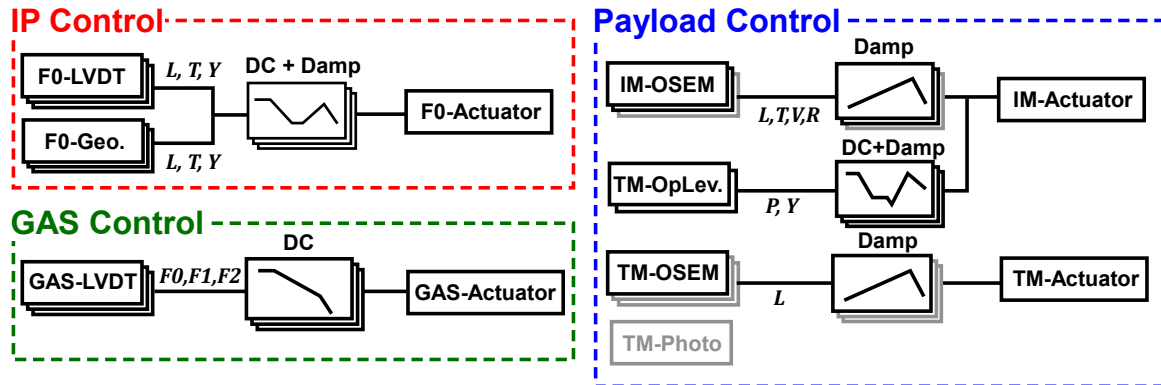 IP Control
F0-LVDT
L, T, Y
DC + Damp
F0-Actuator
F0-Geo.
L, T, Y
GAS Control
GAS-LVDT
F0,F1,F2
DC
GAS-Actuator
Payload Control
IM-OSEM
L,T,V,R
Damp
IM-Actuator
TM-OpLev.
P, Y
DC+Damp
TM-OSEM
L
Damp
TM-Actuator
TM-Photo